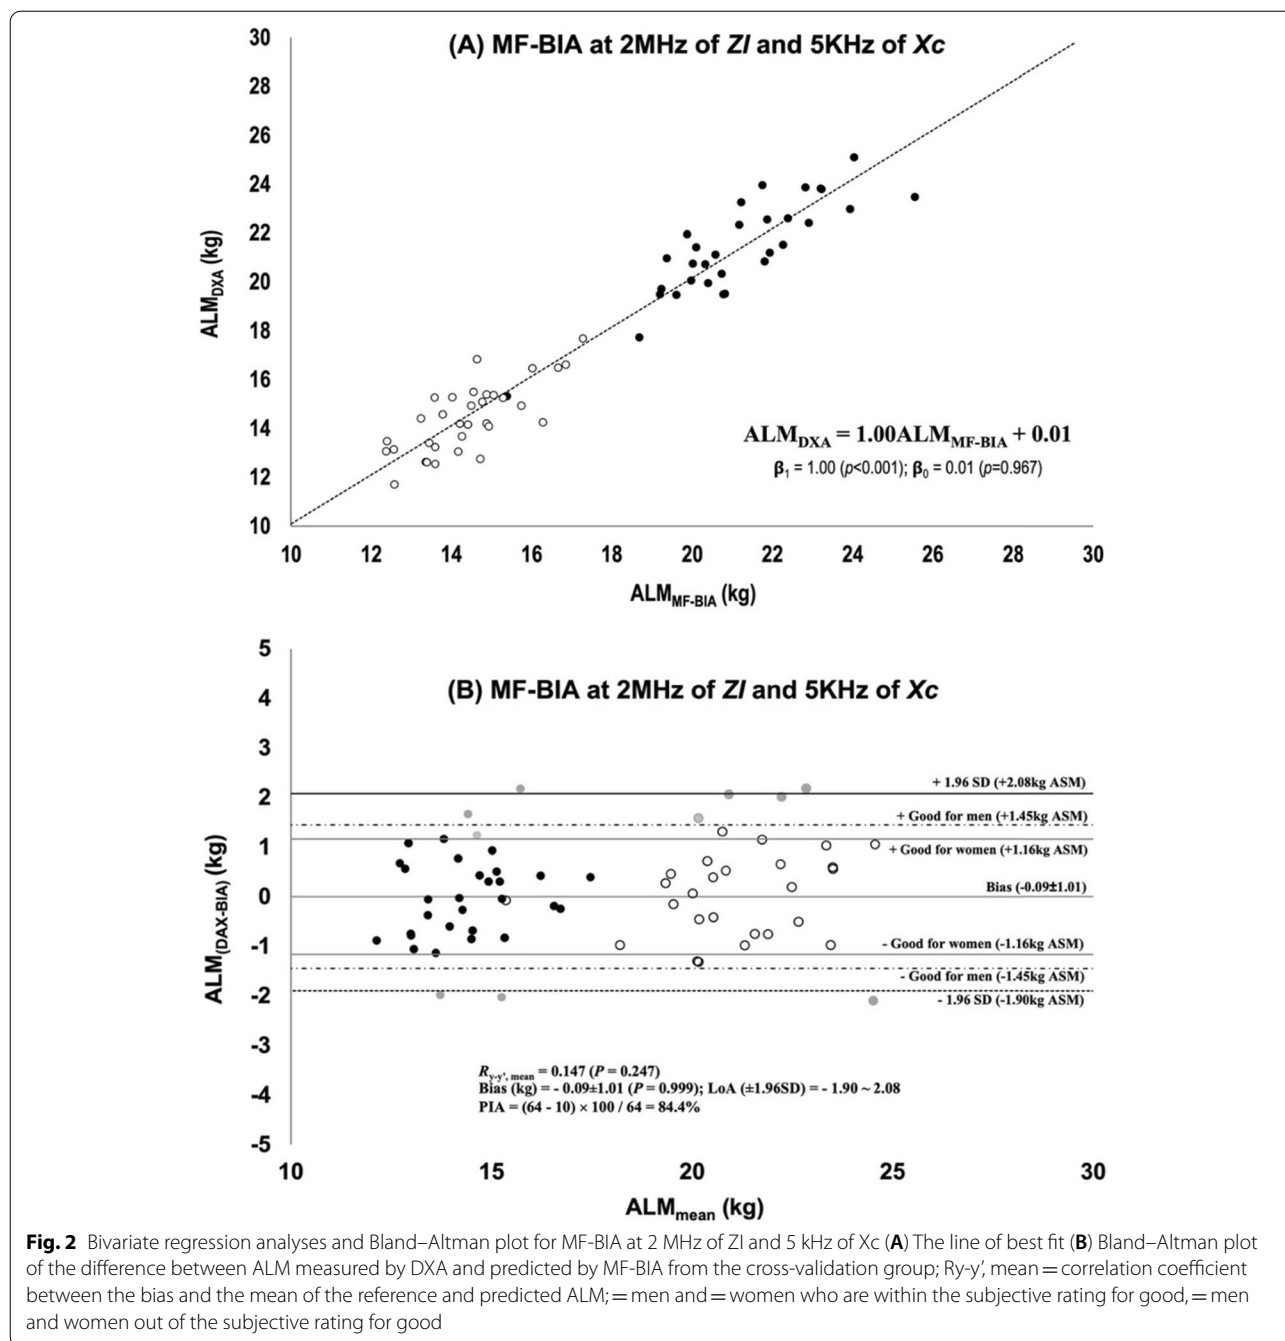 (A) MF-BIA at 2MHz of ZI and 5KHz of Xc
30
28
26
24
22
20
18
16
14
12
10
ALM_DXA (kg)
ALM_DXA = 1.00ALM_MF-BIA + 0.01
β₁ = 1.00 (p<0.001); β₀ = 0.01 (p=0.967)
10 12 14 16 18 20 22 24 26 28 30
ALM_MF-BIA (kg)
(B) MF-BIA at 2MHz of ZI and 5KHz of Xc
5
4
3
2
1
0
-1
-2
-3
-4
-5
ALM_(DAX-BIA) (kg)
+ 1.96 SD (+2.08kg ASM)
+ Good for men (+1.45kg ASM)
+ Good for women (+1.16kg ASM)
Bias (-0.09±1.01)
- Good for women (-1.16kg ASM)
- Good for men (-1.45kg ASM)
- 1.96 SD (-1.90kg ASM)
R_y-y', mean = 0.147 (P = 0.247)
Bias (kg) = - 0.09±1.01 (P = 0.999); LoA (±1.96SD) = - 1.90 ~ 2.08
PIA = (64 - 10) × 100 / 64 = 84.4%
10 15 20 25 30
ALM_mean (kg)
Fig. 2 Bivariate regression analyses and Bland–Altman plot for MF-BIA at 2 MHz of ZI and 5 kHz of Xc (A) The line of best fit (B) Bland–Altman plot
of the difference between ALM measured by DXA and predicted by MF-BIA from the cross-validation group; Ry-y′, mean = correlation coefficient
between the bias and the mean of the reference and predicted ALM; = men and = women who are within the subjective rating for good, = men
and women out of the subjective rating for good